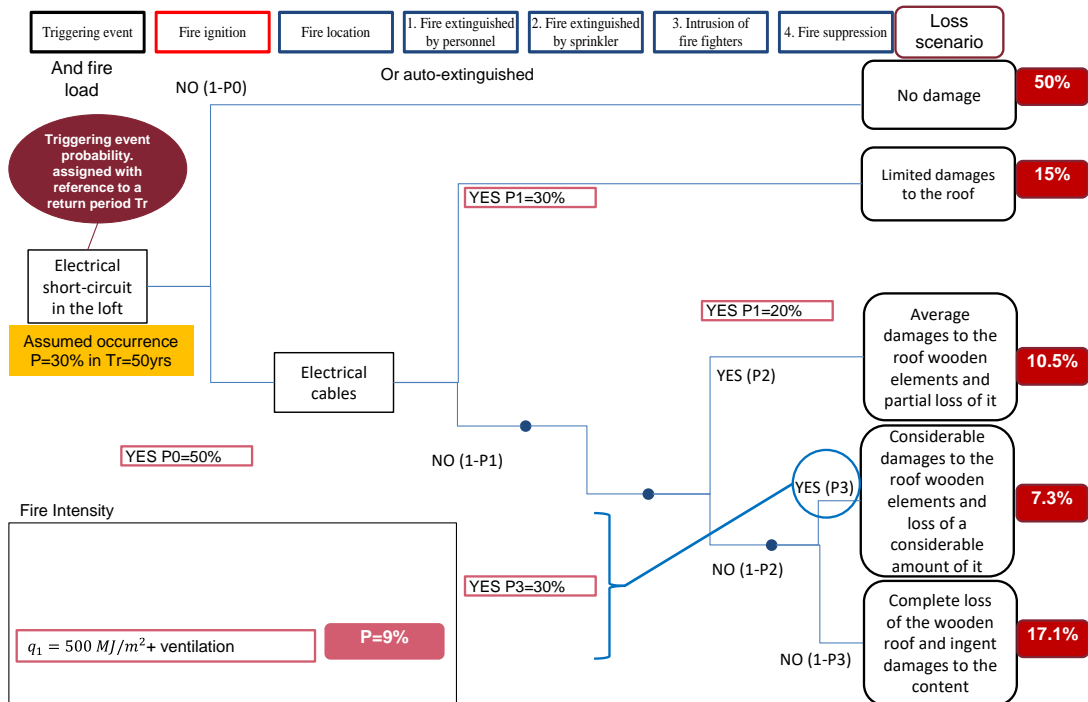 Triggering event
Fire ignition
Fire location
1. Fire extinguished
by personnel
2. Fire extinguished
by sprinkler
3. Intrusion of
fire fighters
4. Fire suppression
Loss
scenario
And fire
load
NO (1-P0)
Or auto-extinguished
No damage
50%
Triggering event
probability.
assigned with
reference to a
return period Tr
YES P1=30%
Limited damages
to the roof
15%
Electrical
short-circuit
in the loft
Assumed occurrence
P=30% in Tr=50yrs
YES P1=20%
Average
damages to the
roof wooden
elements and
partial loss of it
10.5%
Electrical
cables
YES (P2)
YES P0=50%
NO (1-P1)
YES (P3)
Considerable
damages to the
roof wooden
elements and
loss of a
considerable
amount of it
7.3%
Fire Intensity
NO (1-P2)
YES P3=30%
q₁ = 500 MJ/m²+ ventilation
P=9%
NO (1-P3)
Complete loss
of the wooden
roof and ingent
damages to the
content
17.1%